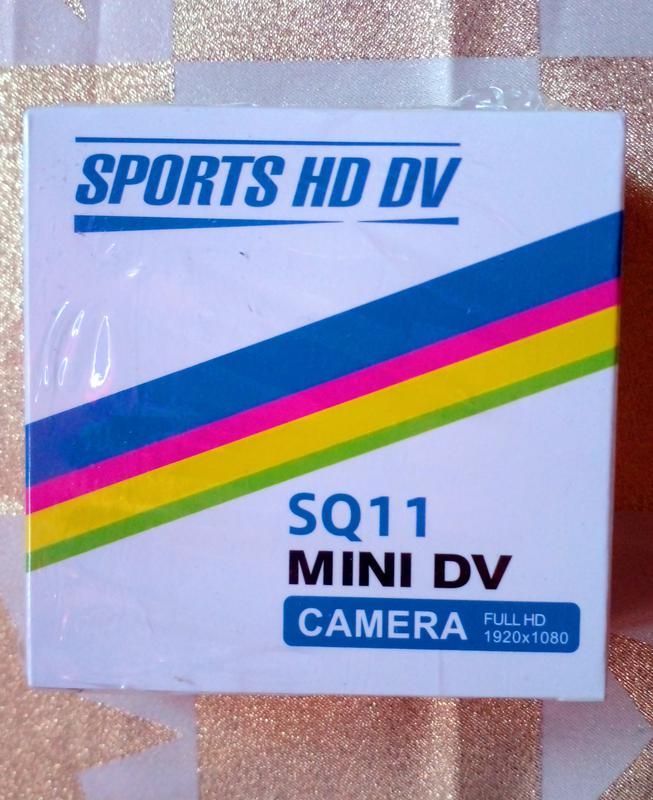 SPORTS HD DV
SQ11
MINI DV
CAMERA
FULL HD
1920x1080